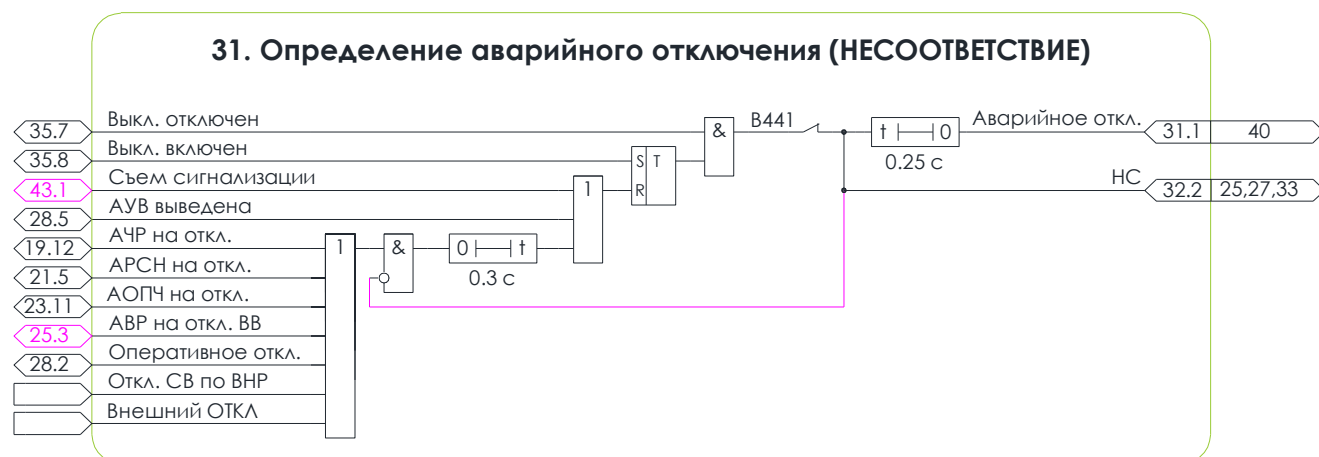 31. Определение аварийного отключения (НЕСООТВЕТСТВИЕ)
35.7 Выкл. отключен & B441 t 0 Аварийное откл. 31.1 40
35.8 Выкл. включен S T 0.25 с
43.1 Съем сигнализации 1 R НС 32.2 25,27,33
28.5 АУВ выведена
19.12 АЧР на откл. 1 & 0 t
21.5 АРСН на откл. 0.3 с
23.11 АОПЧ на откл.
25.3 АВР на откл. ВВ
28.2 Оперативное откл.
Откл. СВ по ВНР
Внешний ОТКЛ